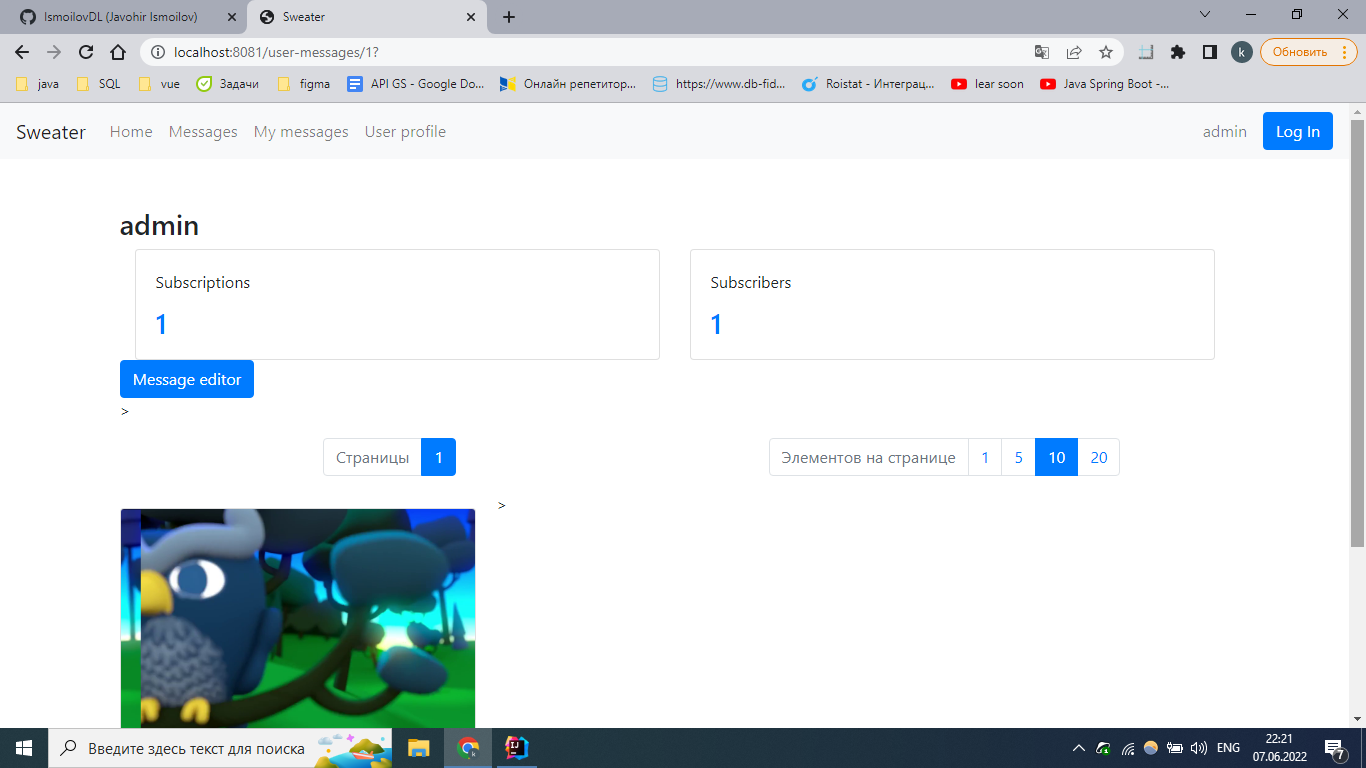 IsmoilovDL (Javohir Ismoilov)
Sweater
localhost:8081/user-messages/1?
k
Обновить
java
SQL
vue
Задачи
figma
API GS - Google Do...
Онлайн репетитор...
https://www.db-fid...
Roistat - Интеграц...
lear soon
Java Spring Boot -...
Sweater Home Messages My messages User profile admin Log In
admin
Subscriptions
1
Subscribers
1
Message editor
>
Страницы 1
Элементов на странице 1 5 10 20
>
Введите здесь текст для поиска
ENG
22:21
07.06.2022
7